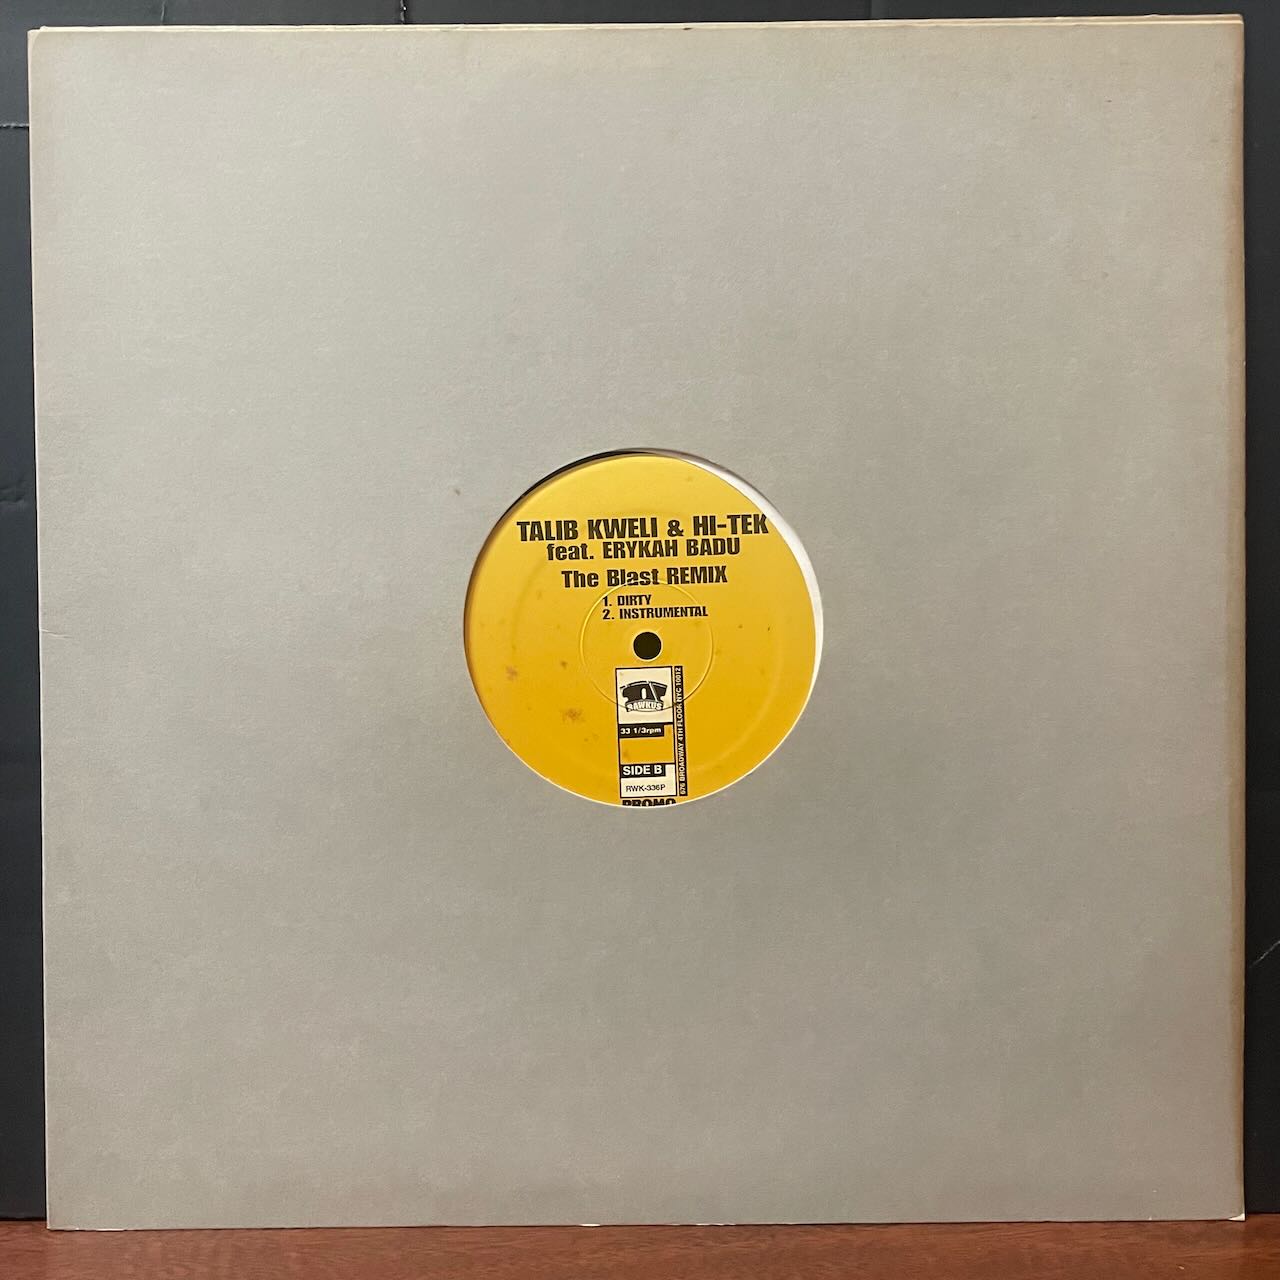 TALIB KWELI & HI-TEK
feat. ERYKAH BADU
The Blast REMIX
1. DIRTY
2. INSTRUMENTAL
RAWKUS
33 1/3rpm
SIDE B
RWK-336P
PROMO
676 BROADWAY 4TH FLOOR NYC 10012